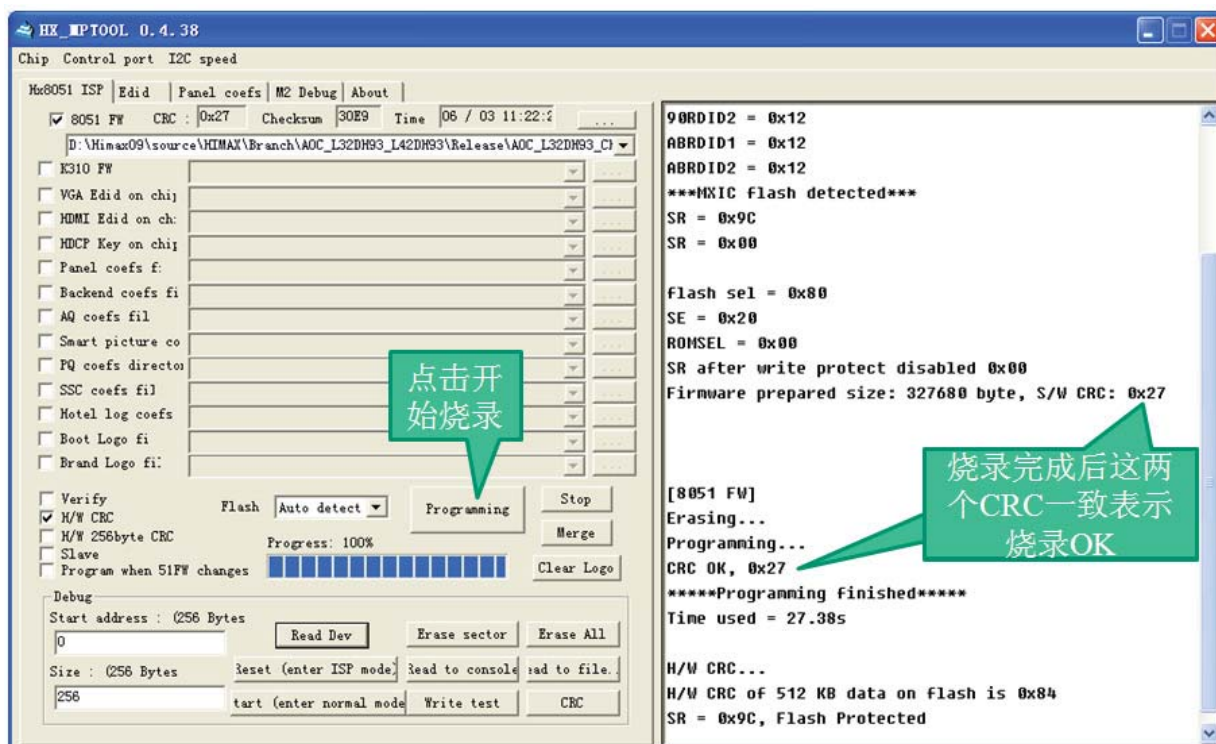 HX_MPTOOL 0.4.38
Chip Control port I2C speed
Hx8051 ISP Edid Panel coefs M2 Debug About
8051 FW CRC : 0x27 Checksum 30E9 Time 06 / 03 11:22:2 ...
D:\Himax09\source\HIMAX\Branch\AOC_L32DH93_L42DH93\Release\AOC_L32DH93_Ch
K310 FW ...
VGA Edid on chip ...
HDMI Edid on ch: ...
HDCP Key on chip ...
Panel coefs f: ...
Backend coefs fi ...
AQ coefs fil ...
Smart picture co ...
PQ coefs director ...
SSC coefs fil ...
Hotel log coefs ...
Boot Logo fi ...
Brand Logo fi: ...
点击开
始烧录
Verify
H/W CRC
H/W 256byte CRC
Slave
Program when 51FW changes
Flash Auto detect
Programming
Stop
Merge
Progress: 100%
Clear Logo
Debug
Start address : (256 Bytes
0
Read Dev Erase sector Erase All
Size : (256 Bytes
256
Reset (enter ISP mode) Read to console ead to file.
tart (enter normal mode Write test CRC
90RDID2 = 0x12
ABRDID1 = 0x12
ABRDID2 = 0x12
***MXIC flash detected***
SR = 0x9C
SR = 0x00
flash sel = 0x80
SE = 0x20
ROMSEL = 0x00
SR after write protect disabled 0x00
Firmware prepared size: 327680 byte, S/W CRC: 0x27
烧录完成后这两
个CRC一致表示
烧录OK
[8051 FW]
Erasing...
Programming...
CRC OK, 0x27
*****Programming finished*****
Time used = 27.38s
H/W CRC...
H/W CRC of 512 KB data on flash is 0x84
SR = 0x9C, Flash Protected